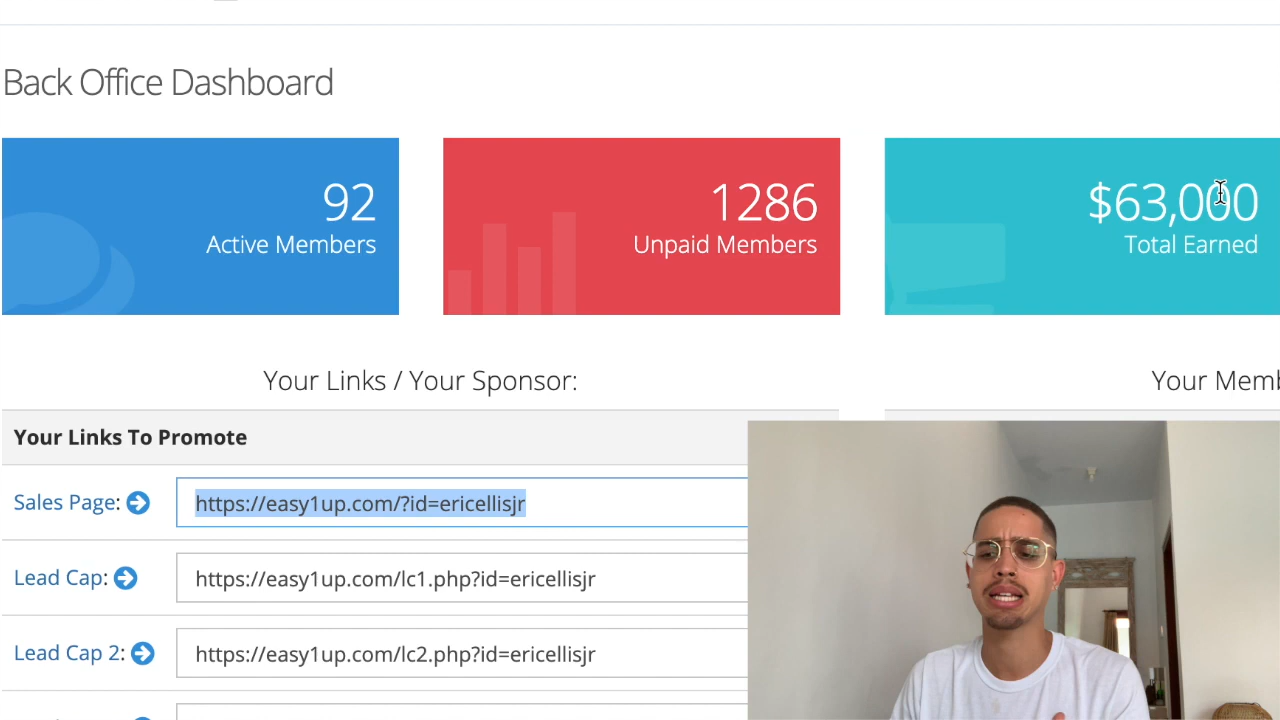 Back Office Dashboard
92
Active Members
1286
Unpaid Members
$63,000
Total Earned
Your Links / Your Sponsor:
Your Links To Promote
Sales Page:
https://easy1up.com/?id=ericellisjr
Lead Cap:
https://easy1up.com/lc1.php?id=ericellisjr
Lead Cap 2:
https://easy1up.com/lc2.php?id=ericellisjr
Your